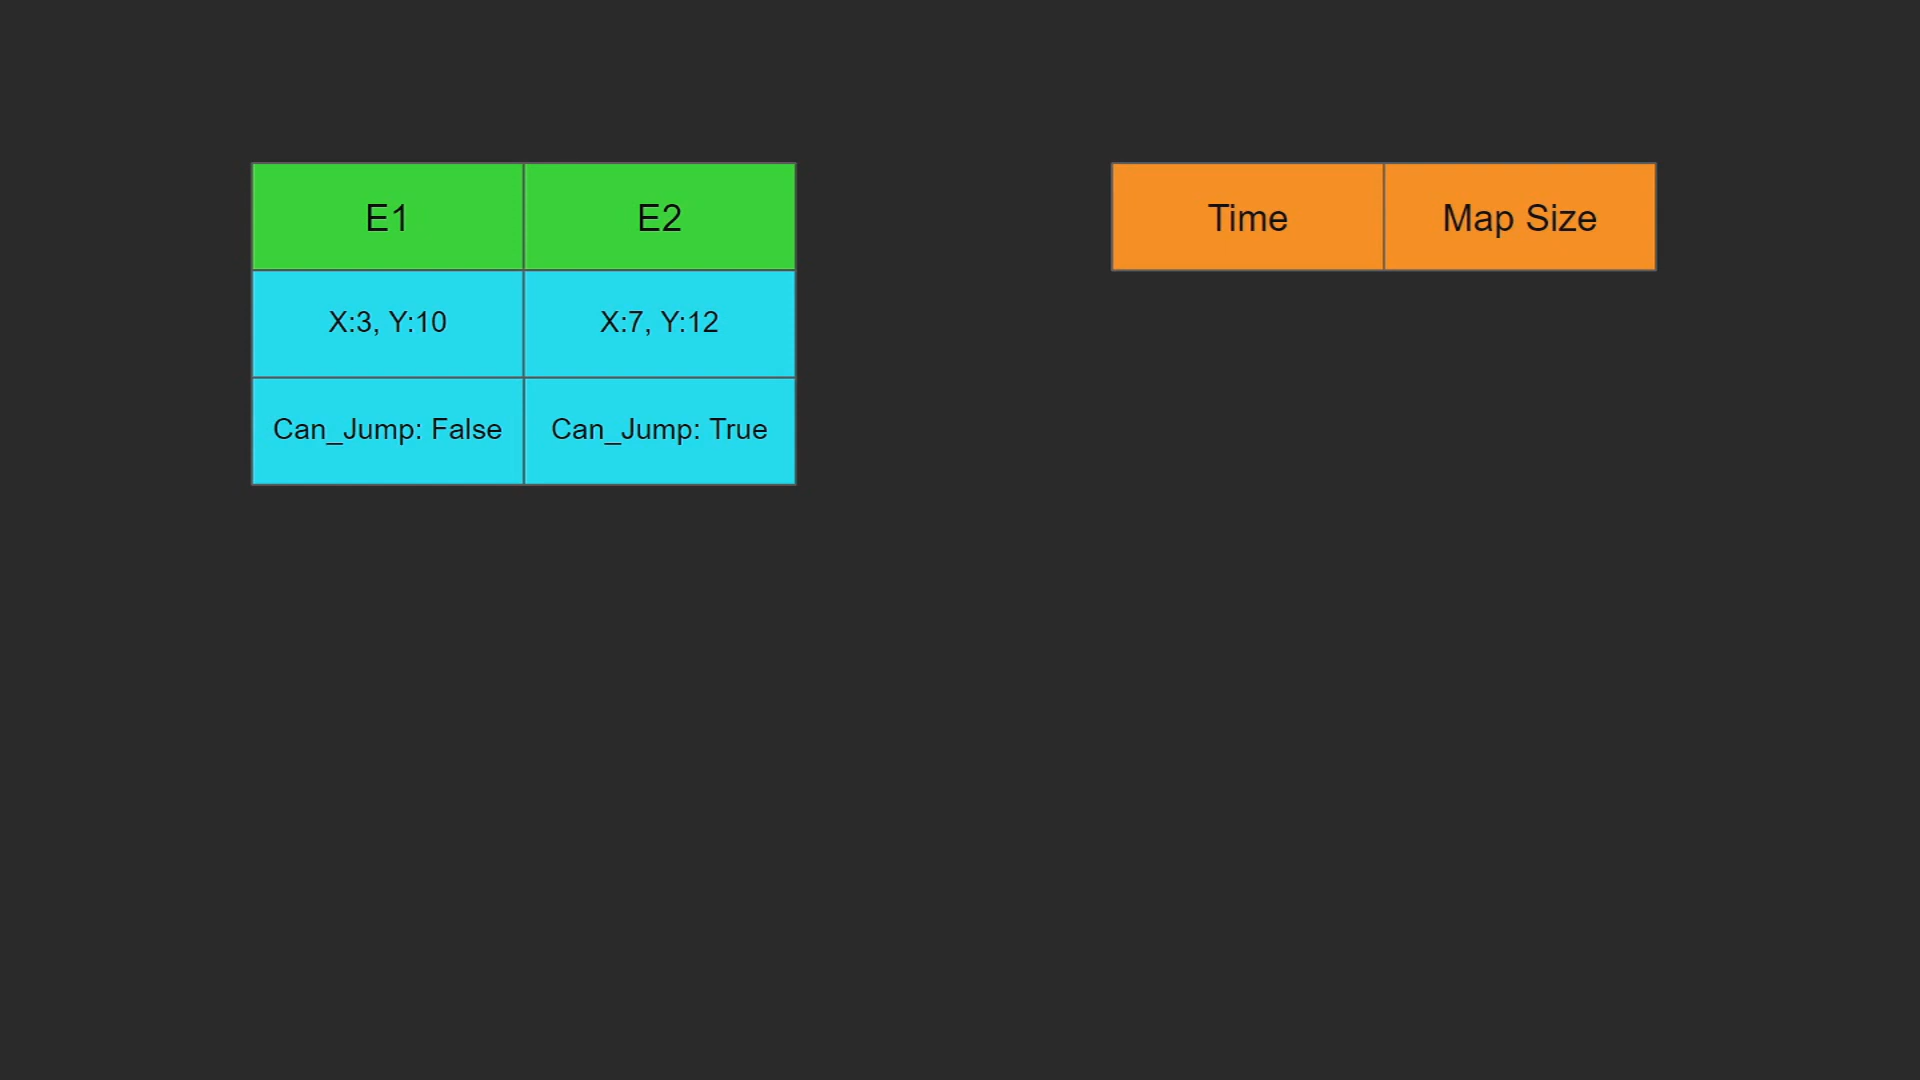 E1 E2
X:3, Y:10 X:7, Y:12
Can_Jump: False Can_Jump: True
Time Map Size